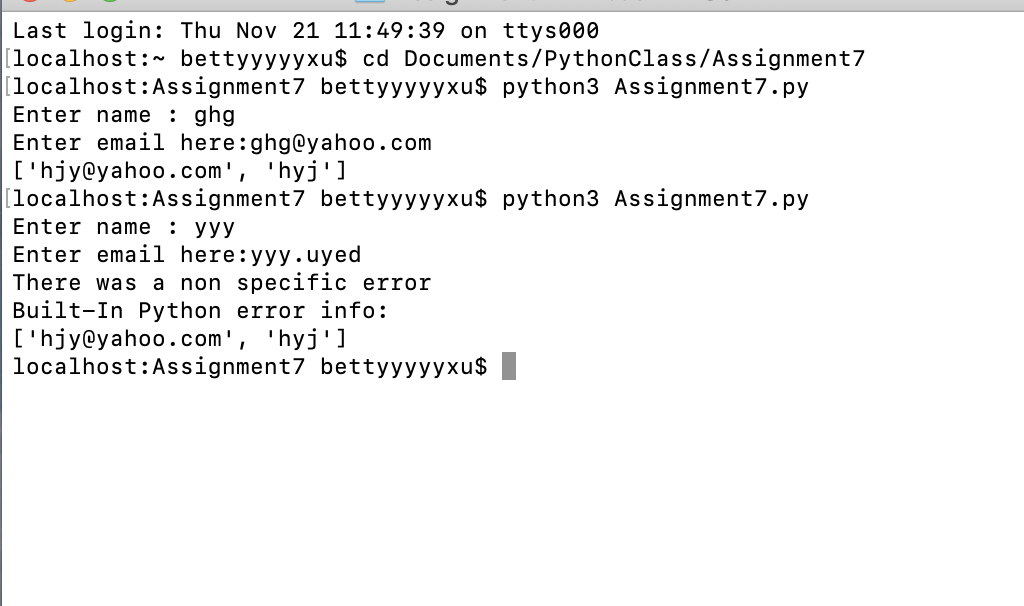 Last login: Thu Nov 21 11:49:39 on ttys000
[localhost:~ bettyyyyyxu$ cd Documents/PythonClass/Assignment7
[localhost:Assignment7 bettyyyyyxu$ python3 Assignment7.py
Enter name : ghg
Enter email here:ghg@yahoo.com
['hjy@yahoo.com', 'hyj']
[localhost:Assignment7 bettyyyyyxu$ python3 Assignment7.py
Enter name : yyy
Enter email here:yyy.uyed
There was a non specific error
Built-In Python error info:
['hjy@yahoo.com', 'hyj']
localhost:Assignment7 bettyyyyyxu$